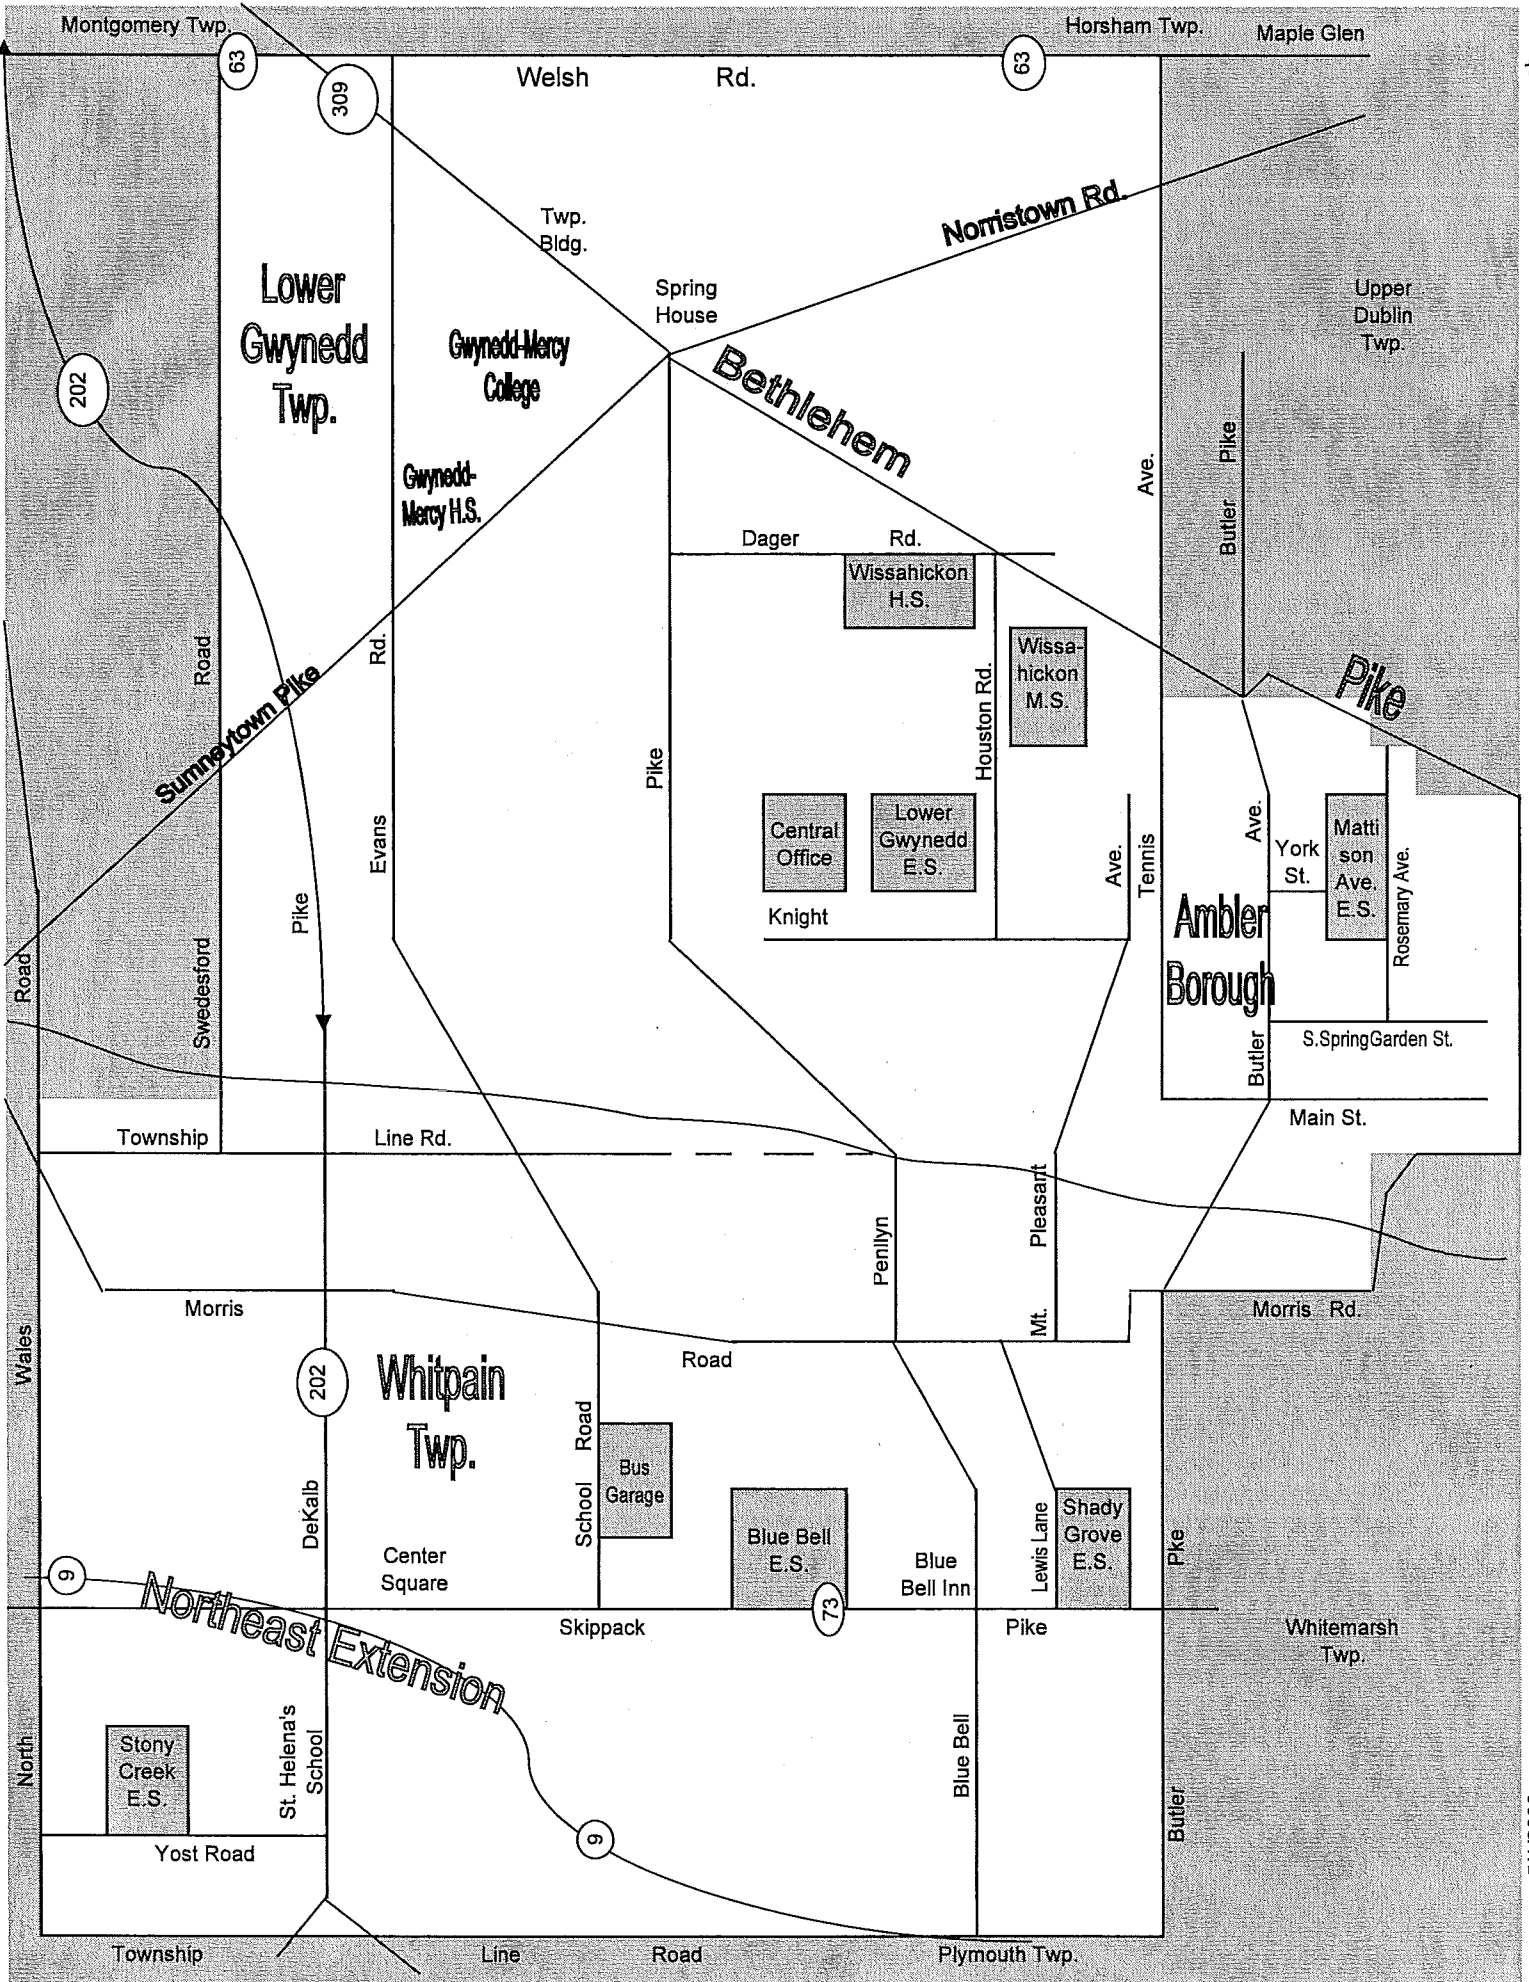 Montgomery Twp.
Horsham Twp.
Maple Glen
63
309
Welsh Rd.
63
Twp.
Bldg.
Norristown Rd.
Lower
Gwynedd
Twp.
Spring
House
Upper
Dublin
Twp.
202
Gwynedd-Mercy
College
Bethlehem
Pike
Gwynedd-
Mercy H.S.
Butler Pike
Dager Rd.
Wissahickon
H.S.
Wissa-
hickon
M.S.
Houston Rd.
Sumneytown Pike
Swedesford Road
Evans Rd.
Penllyn Pike
Central
Office
Lower
Gwynedd
E.S.
Knight
Mt. Pleasant Ave.
Tennis Ave.
Butler Ave.
York
St.
Matti
son
Ave.
E.S.
Rosemary Ave.
Ambler
Borough
S.SpringGarden St.
Main St.
Township Line Rd.
Morris Road
Morris Rd.
North Wales Road
202
DeKalb Pike
Whitpain
Twp.
School Road
Bus
Garage
Center
Square
Blue Bell
E.S.
Blue
Bell Inn
Lewis Lane
Shady
Grove
E.S.
9
Northeast Extension
Skippack
73
Pike
Whitemarsh
Twp.
Stony
Creek
E.S.
St. Helena's
School
Blue Bell
Butler Pke
Yost Road
9
Township Line Road
Plymouth Twp.